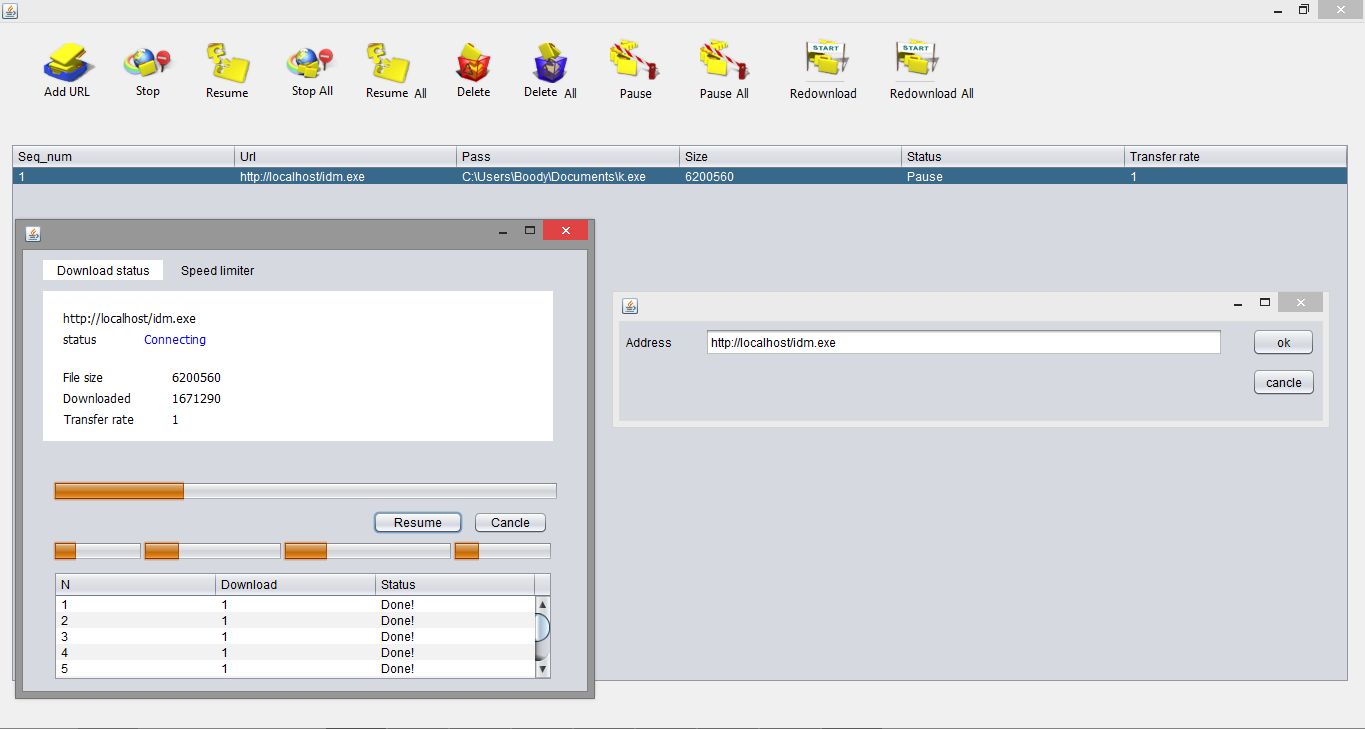 Add URL Stop Resume Stop All Resume All Delete Delete All Pause Pause All START Redownload START Redownload All
Seq_num Url Pass Size Status Transfer rate
1 http://localhost/idm.exe C:\Users\Boody\Documents\k.exe 6200560 Pause 1
Download status Speed limiter
http://localhost/idm.exe
status Connecting
File size 6200560
Downloaded 1671290
Transfer rate 1
Resume Cancle
N Download Status
1 1 Done!
2 1 Done!
3 1 Done!
4 1 Done!
5 1 Done!
Address http://localhost/idm.exe ok
cancle